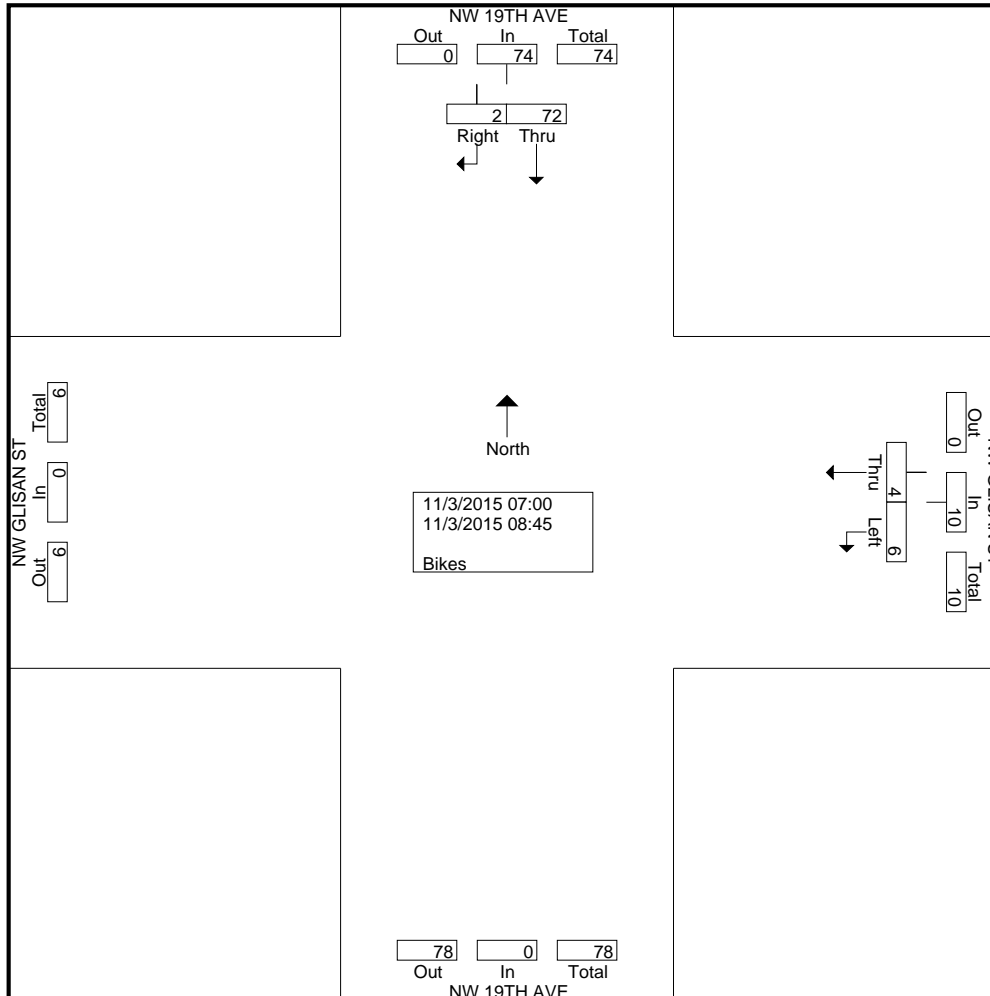 NW 19TH AVE
Out In Total
0 74 74
2 72
Right Thru
NW GLISAN ST
Total In Out
6 0 6
North
11/3/2015 07:00
11/3/2015 08:45
Bikes
Out In Total
0 10 10
4 6
Thru Left
78 0 78
Out In Total
NW 19TH AVE